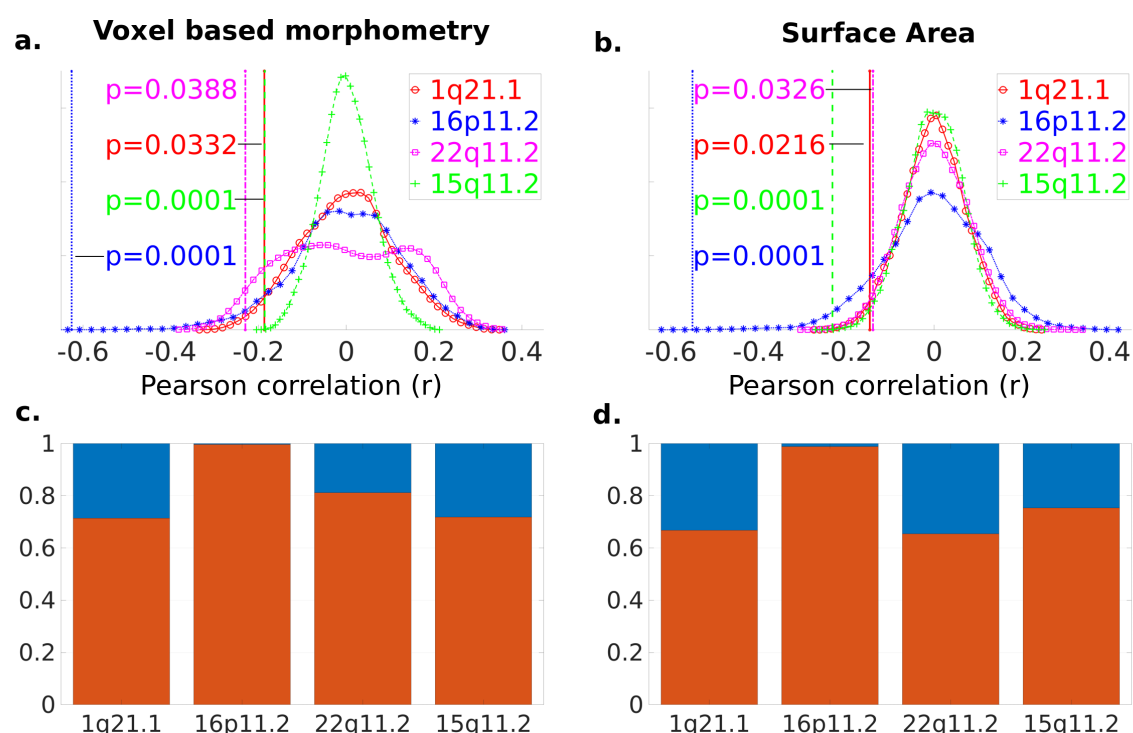 a.
Voxel based morphometry
p=0.0388
p=0.0332
p=0.0001
p=0.0001
1q21.1
16p11.2
22q11.2
15q11.2
-0.6 -0.4 -0.2 0 0.2 0.4
Pearson correlation (r)
b.
Surface Area
p=0.0326
p=0.0216
p=0.0001
p=0.0001
1q21.1
16p11.2
22q11.2
15q11.2
-0.6 -0.4 -0.2 0 0.2 0.4
Pearson correlation (r)
c.
1
0.8
0.6
0.4
0.2
0
1q21.1 16p11.2 22q11.2 15q11.2
d.
1
0.8
0.6
0.4
0.2
0
1q21.1 16p11.2 22q11.2 15q11.2